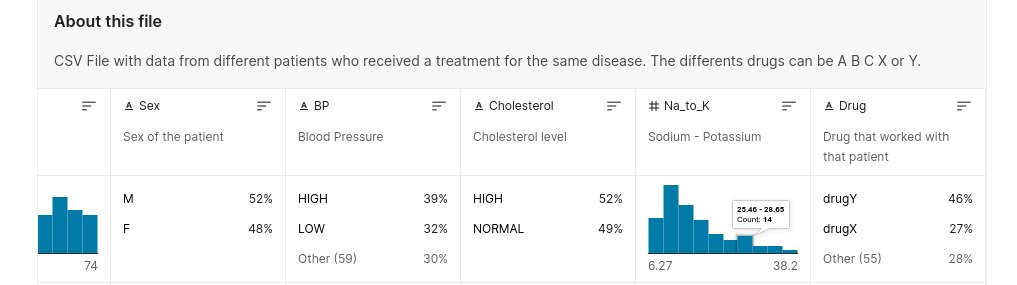 About this file
CSV File with data from different patients who received a treatment for the same disease. The differents drugs can be A B C X or Y.
Sex BP Cholesterol Na_to_K Drug
Sex of the patient Blood Pressure Cholesterol level Sodium - Potassium Drug that worked with
that patient
M 52% HIGH 39% HIGH 52% drugY 46%
25.46 - 28.65
Count: 14
F 48% LOW 32% NORMAL 49% drugX 27%
Other (59) 30% Other (55) 28%
74 6.27 38.2